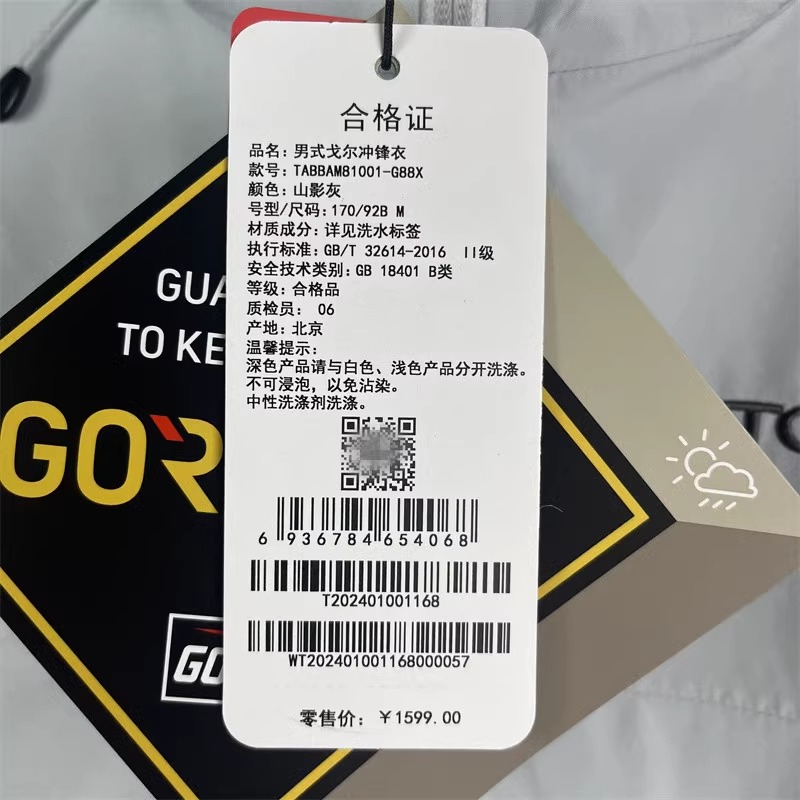 合格证
品名: 男式戈尔冲锋衣
款号: TABBAM81001-G88X
颜色: 山影灰
号型/尺码: 170/92B M
材质成分: 详见洗水标签
执行标准: GB/T 32614-2016 II级
安全技术类别: GB 18401 B类
等级: 合格品
质检员: 06
产地: 北京
温馨提示:
深色产品请与白色、浅色产品分开洗涤。
不可浸泡，以免沾染。
中性洗涤剂洗涤。
6 936784 654068
T202401001168
WT202401001168000057
零售价: ¥1599.00
GUA
TO KE
GOR
GO